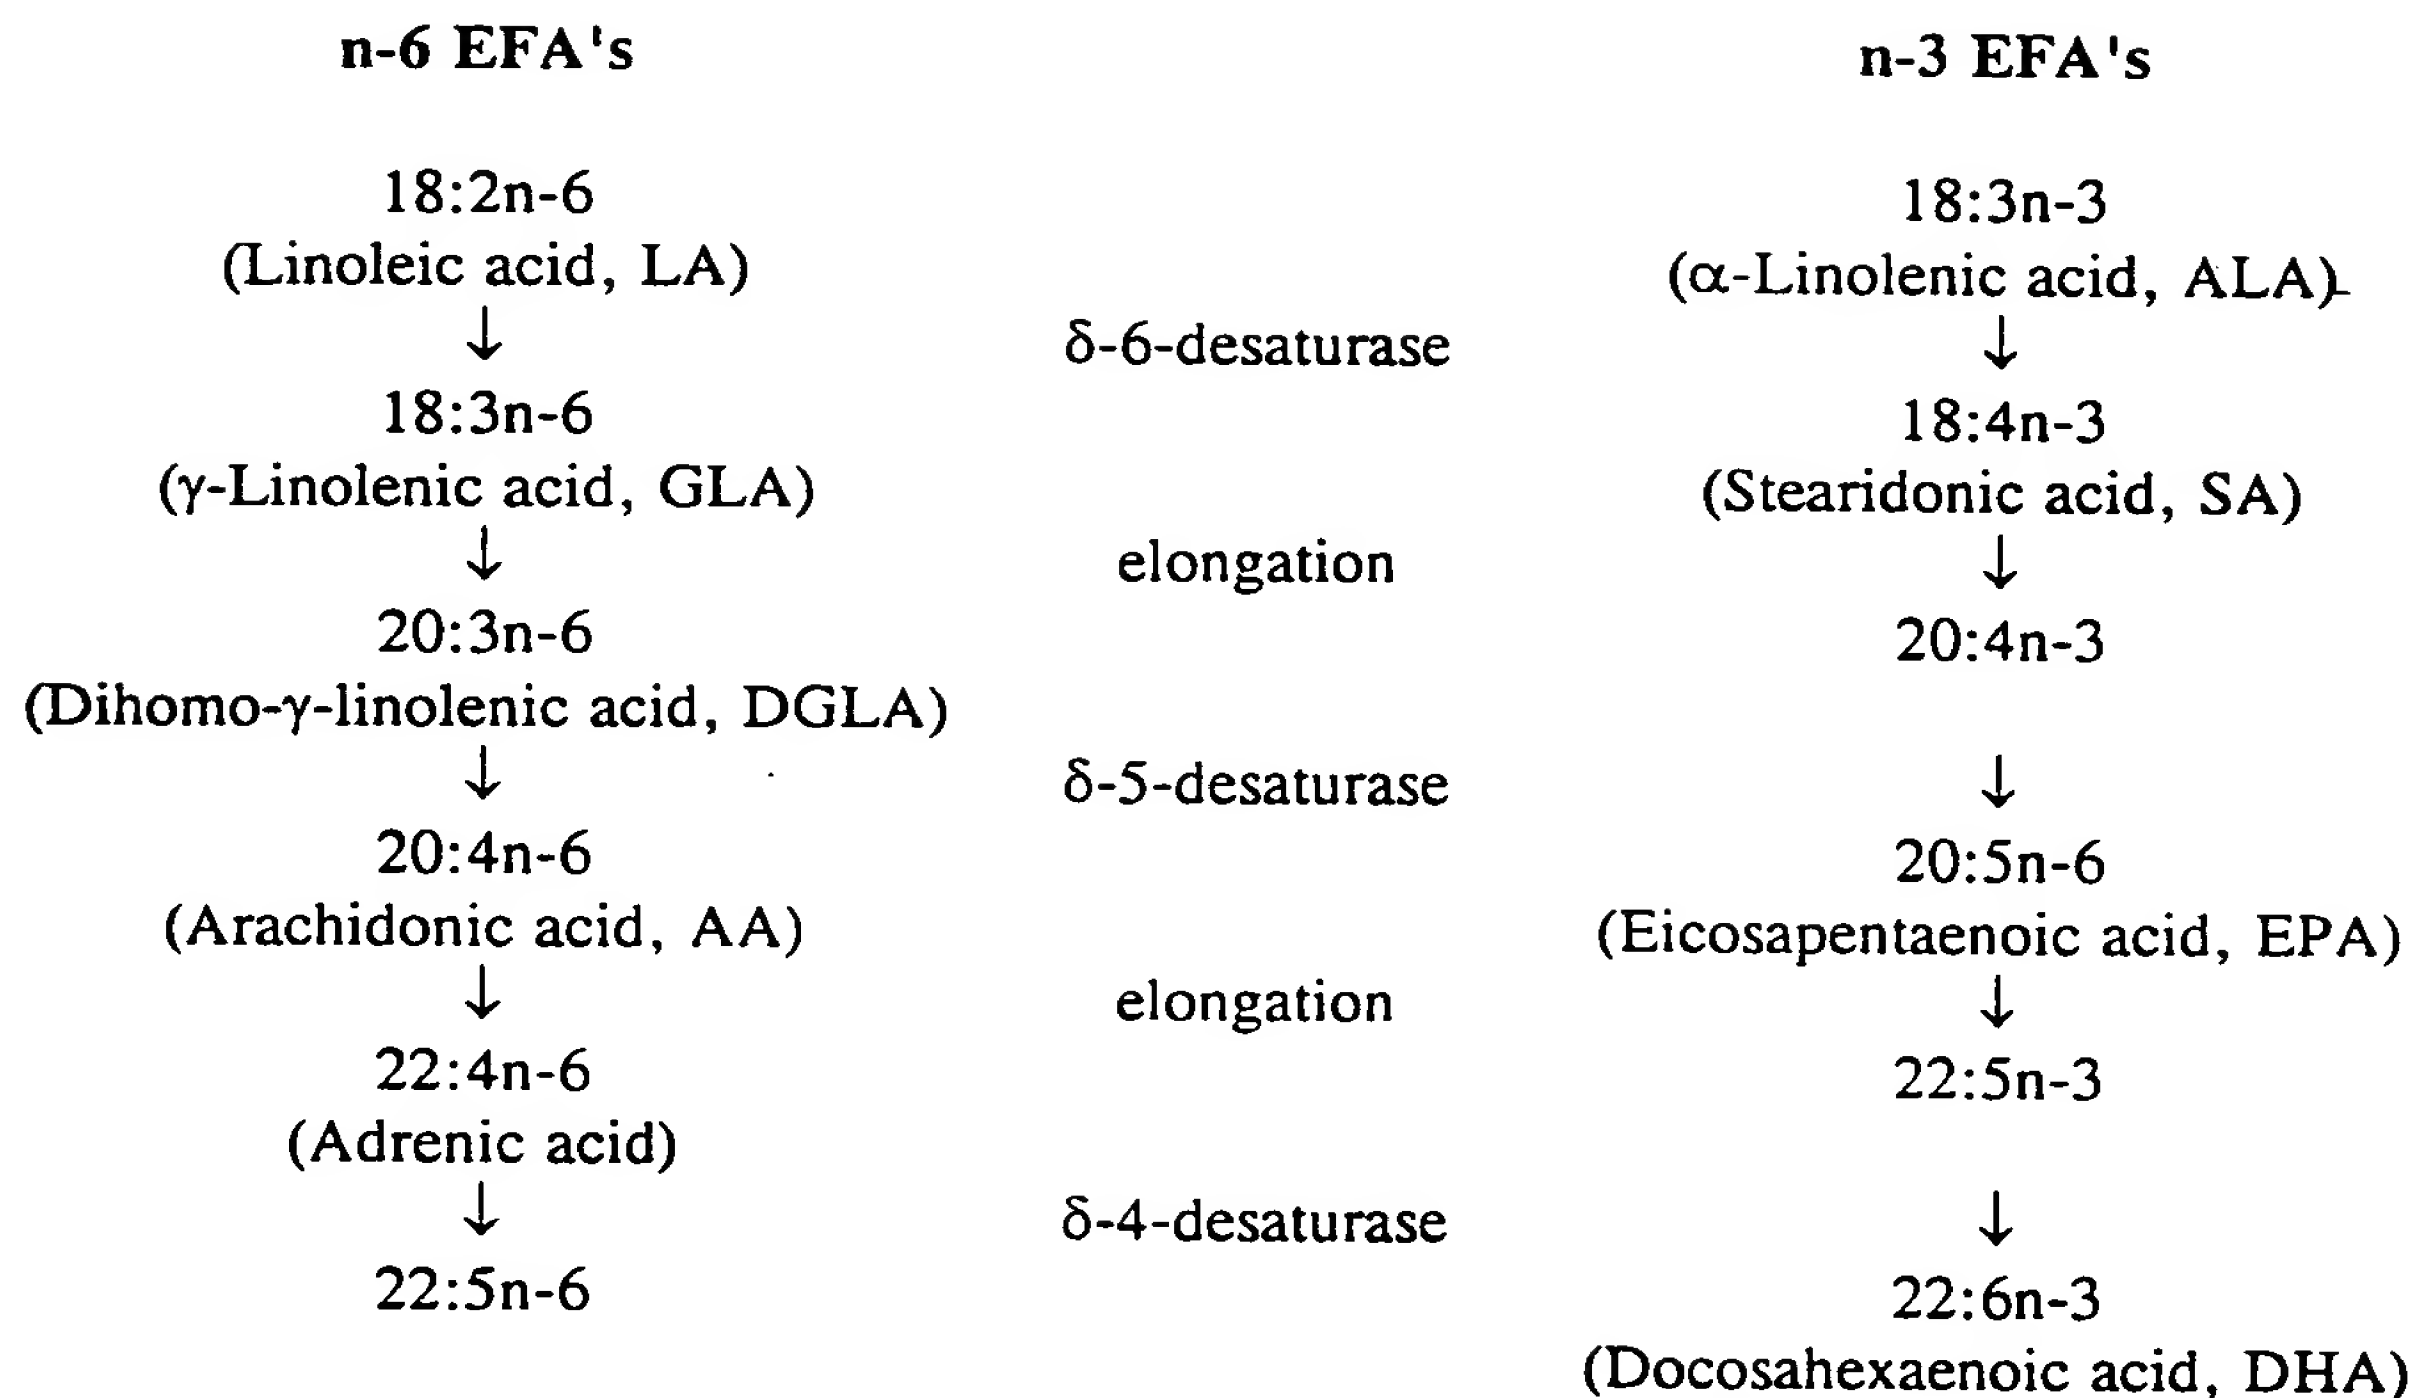 n-6 EFA's
n-3 EFA's
18:2n-6
(Linoleic acid, LA)
18:3n-3
(α-Linolenic acid, ALA)
↓
δ-6-desaturase
↓
18:3n-6
(γ-Linolenic acid, GLA)
18:4n-3
(Stearidonic acid, SA)
↓
elongation
↓
20:3n-6
(Dihomo-γ-linolenic acid, DGLA)
20:4n-3
↓
δ-5-desaturase
↓
20:4n-6
(Arachidonic acid, AA)
20:5n-6
(Eicosapentaenoic acid, EPA)
↓
elongation
↓
22:4n-6
(Adrenic acid)
22:5n-3
↓
δ-4-desaturase
↓
22:5n-6
22:6n-3
(Docosahexaenoic acid, DHA)